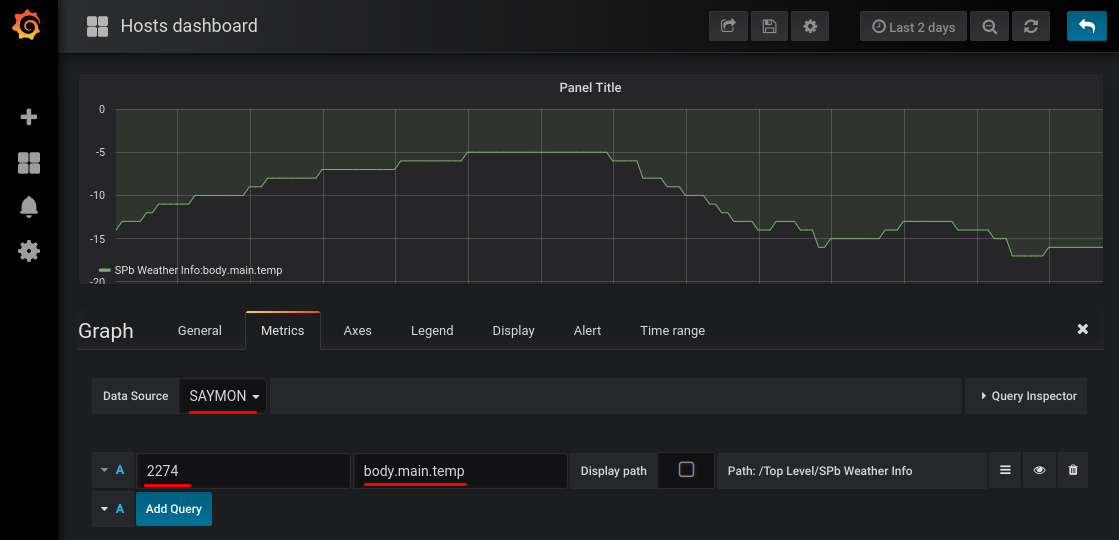 Hosts dashboard
Last 2 days
Panel Title
0
-5
-10
-15
-20
SPb Weather Info:body.main.temp
Graph General Metrics Axes Legend Display Alert Time range
Data Source SAYMON Query Inspector
A 2274 body.main.temp Display path Path: /Top Level/SPb Weather Info
A Add Query